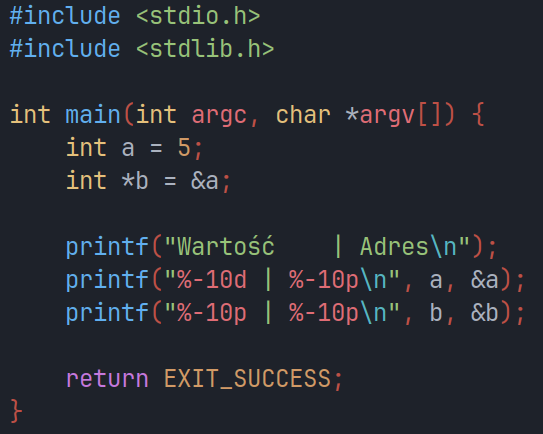 #include <stdio.h>
#include <stdlib.h>

int main(int argc, char *argv[]) {
    int a = 5;
    int *b = &a;

    printf("Wartość    | Adres\n");
    printf("%-10d | %-10p\n", a, &a);
    printf("%-10p | %-10p\n", b, &b);

    return EXIT_SUCCESS;
}